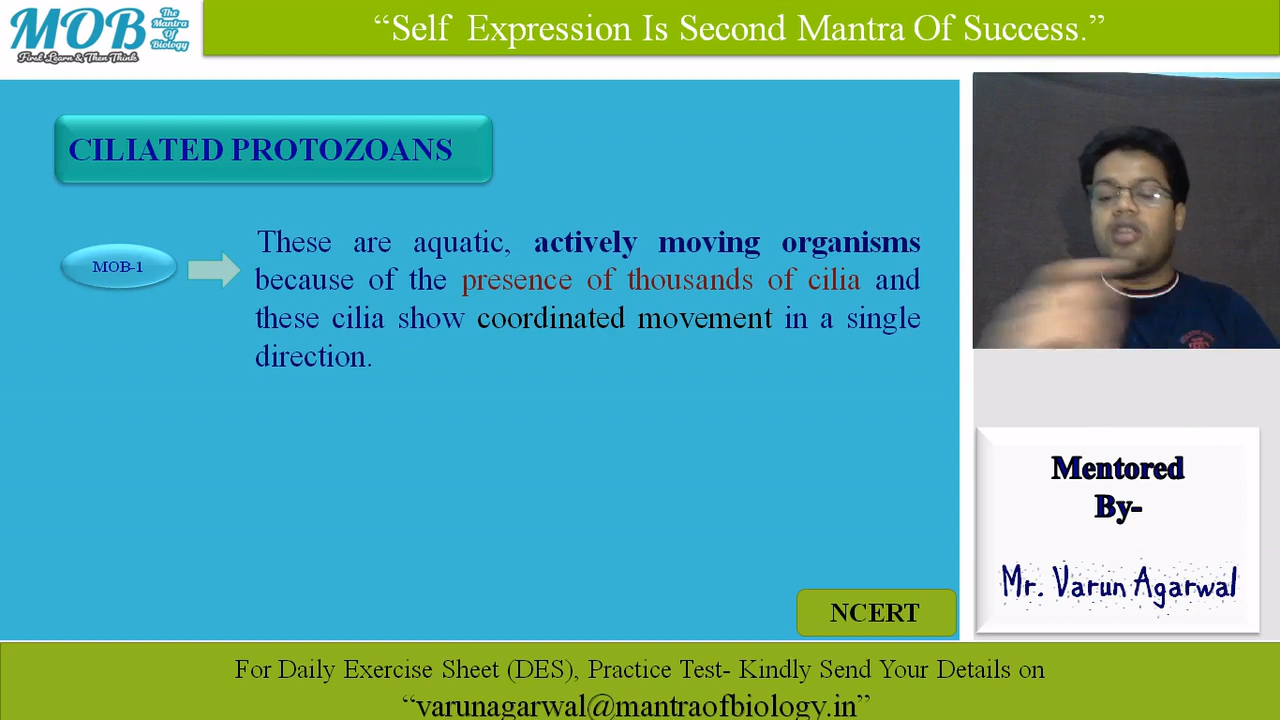 MOB
The
Mantra
Of
Biology
First Learn & Then Think
“Self Expression Is Second Mantra Of Success.”
CILIATED PROTOZOANS
MOB-1
These are aquatic, actively moving organisms
because of the presence of thousands of cilia and
these cilia show coordinated movement in a single
direction.
Mentored
By-
Mr. Varun Agarwal
NCERT
For Daily Exercise Sheet (DES), Practice Test- Kindly Send Your Details on
“varunagarwal@mantraofbiology.in”